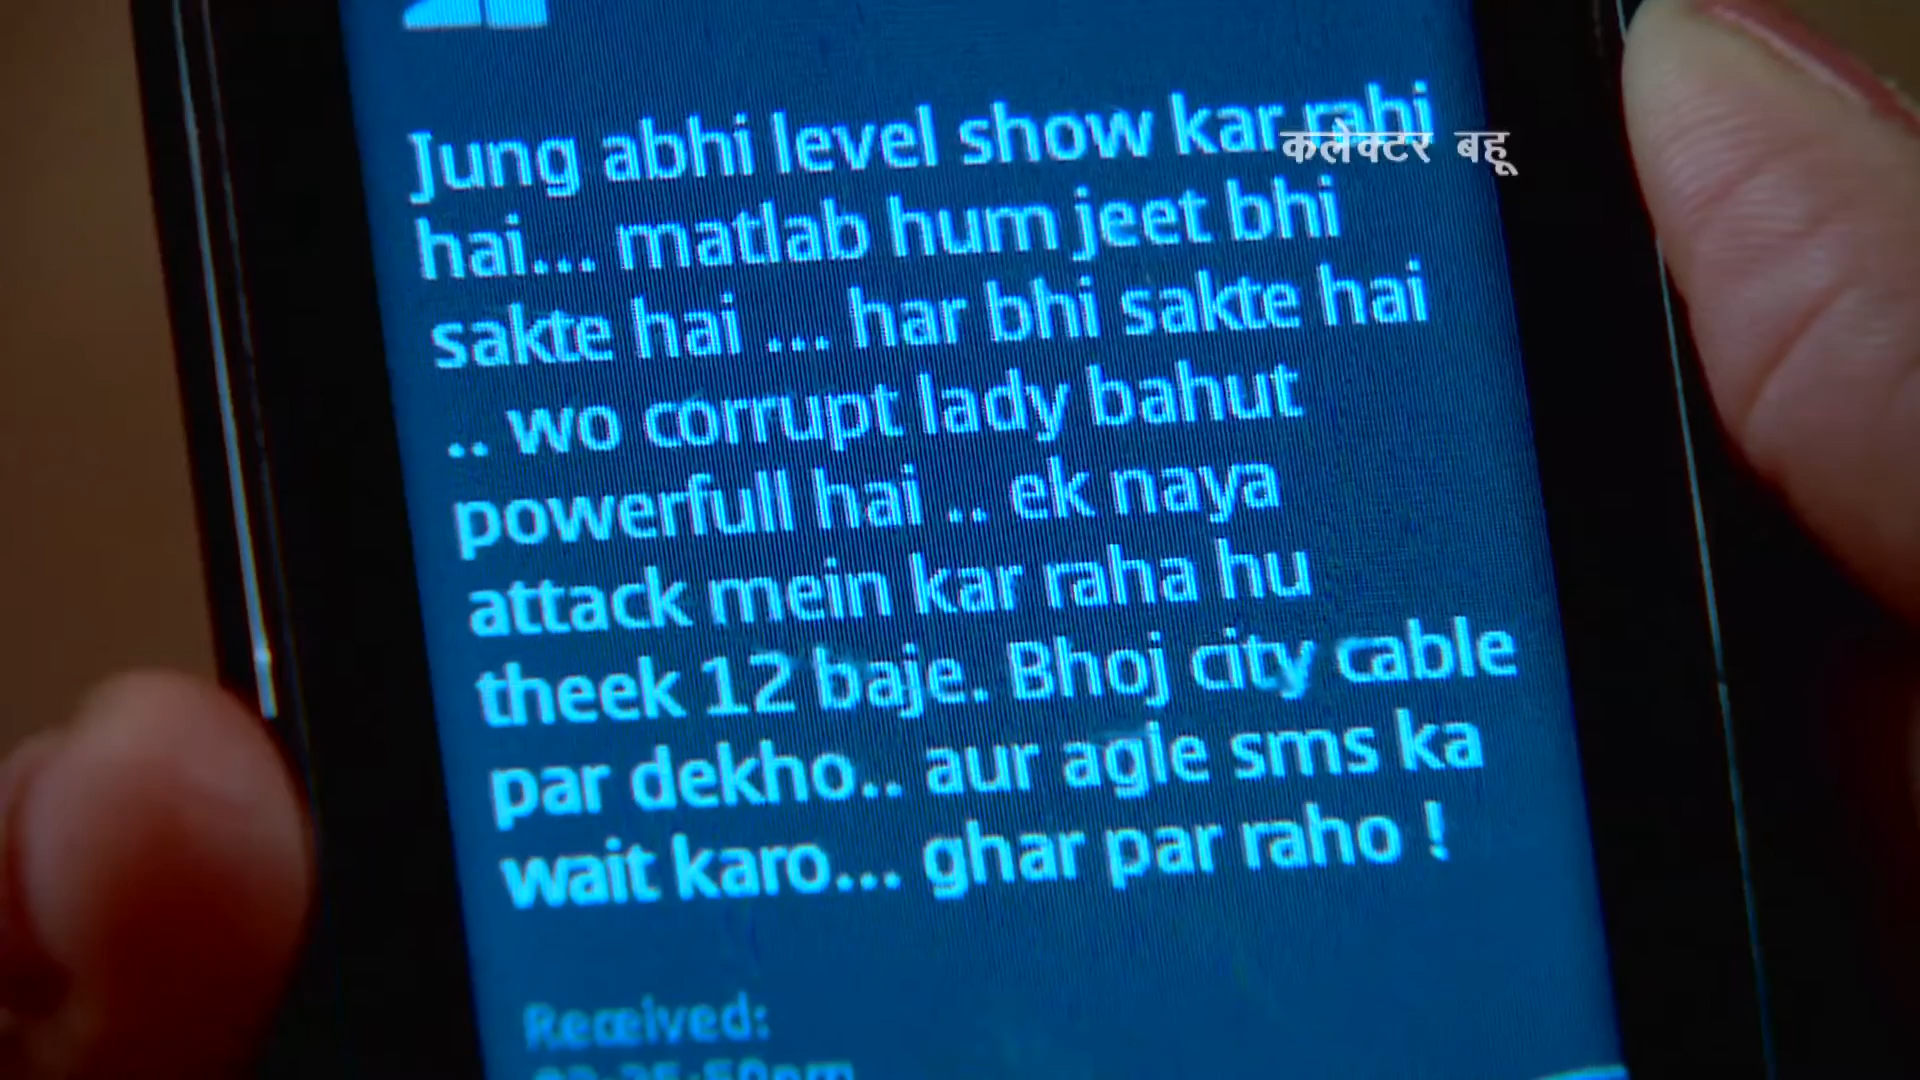 Jung abhi level show kar rahi
कलेक्टर बहू
hai... matlab hum jeet bhi
sakte hai ... har bhi sakte hai
.. wo corrupt lady bahut
powerfull hai .. ek naya
attack mein kar raha hu
theek 12 baje. Bhoj city cable
par dekho.. aur agle sms ka
wait karo... ghar par raho !
Received: